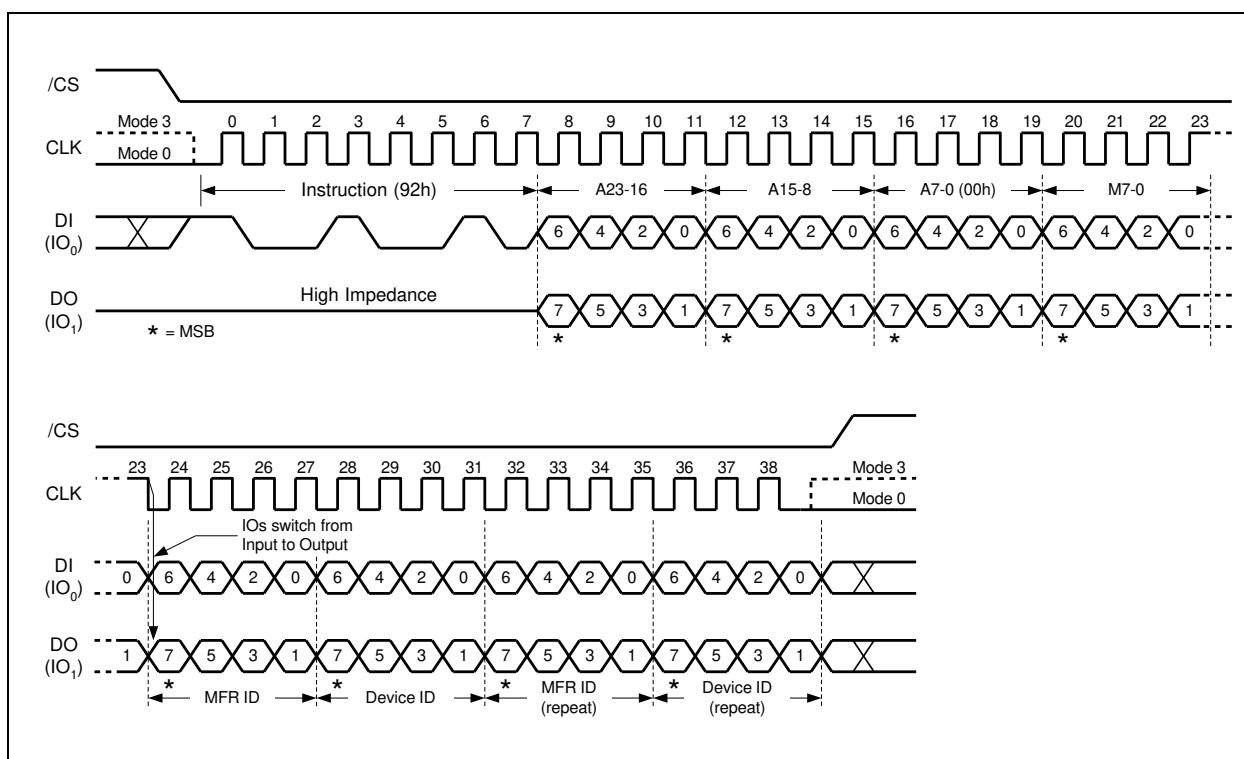 /CS
Mode 3 0 1 2 3 4 5 6 7 8 9 10 11 12 13 14 15 16 17 18 19 20 21 22 23
CLK
Mode 0
Instruction (92h) A23-16 A15-8 A7-0 (00h) M7-0
DI
(IO0) 6 4 2 0 6 4 2 0 6 4 2 0 6 4 2 0
High Impedance
DO
(IO1) 7 5 3 1 7 5 3 1 7 5 3 1 7 5 3 1
* = MSB * * * *
/CS
23 24 25 26 27 28 29 30 31 32 33 34 35 36 37 38 Mode 3
CLK
Mode 0
IOs switch from
Input to Output
DI
(IO0) 0 6 4 2 0 6 4 2 0 6 4 2 0 6 4 2 0
DO
(IO1) 1 7 5 3 1 7 5 3 1 7 5 3 1 7 5 3 1
* * * *
MFR ID Device ID MFR ID
(repeat) Device ID
(repeat)